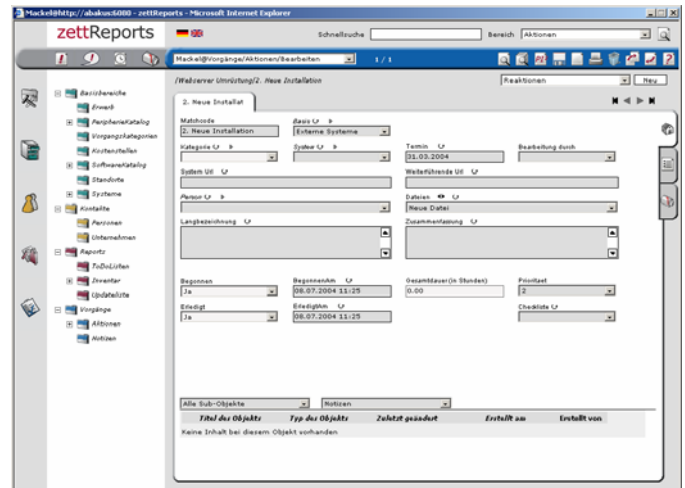 Mackel@http://abakus:6000 - zettReports - Microsoft Internet Explorer
zettReports
Schnellsuche
Bereich Aktionen
Mackel@Vorgänge/Aktionen/Bearbeiten
1 / 1
/Webserver Umrüstung/2. Neue Installation
Reaktionen
Neu
2. Neue Installat
Basisbereiche
Erwerb
PeripherieKatalog
Vorgangskategorien
Kostenstellen
SoftwareKatalog
Standorte
Systeme
Kontakte
Personen
Unternehmen
Reports
ToDoListen
Inventar
Updateliste
Vorgänge
Aktionen
Notizen
Matchcode
Basis
2. Neue Installation
Externe Systeme
Kategorie
System
Termin
Bearbeitung durch
31.03.2004
System Url
Weiterführende Url
Person
Dateien
Neue Datei
Langbezeichnung
Zusammenfassung
Begonnen
BegonnenAm
Gesamtdauer(in Stunden)
Prioritaet
Ja
08.07.2004 11:25
0.00
2
Erledigt
ErledigtAm
Checkliste
Ja
08.07.2004 11:25
Alle Sub-Objekte
Notizen
Titel des Objekts
Typ des Objekts
Zuletzt geändert
Erstellt am
Erstellt von
Keine Inhalt bei diesem Objekt vorhanden